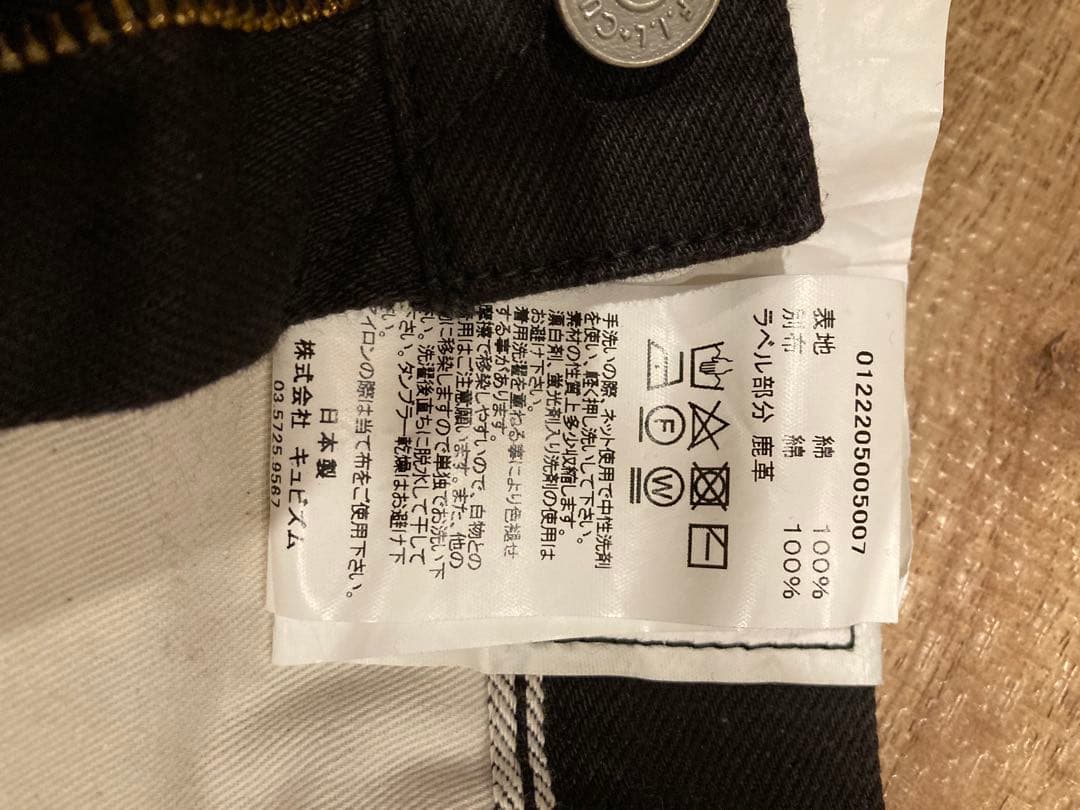 0122205005007
表地 綿 100%
別布 綿 100%
ラベル部分 鹿革
手洗いの際、ネット使用で中性洗剤
を使い、軽く押し洗いして下さい。
素材の性質上多少収縮します。
漂白剤、蛍光剤入り洗剤の使用は
お避け下さい。
着用洗濯を重ねる事により色褪せ
する事があります。
摩擦で移染しやすいので、白物との
着用はご注意願います。また、他の
に移染しますので単独でお洗い下
さい。洗濯後直ちに脱水して干して
下さい。タンブラー乾燥はお避け下
さい。
アイロンの際は当て布をご使用下さい。
日本製
株式会社 キュビズム
03.5725.9567